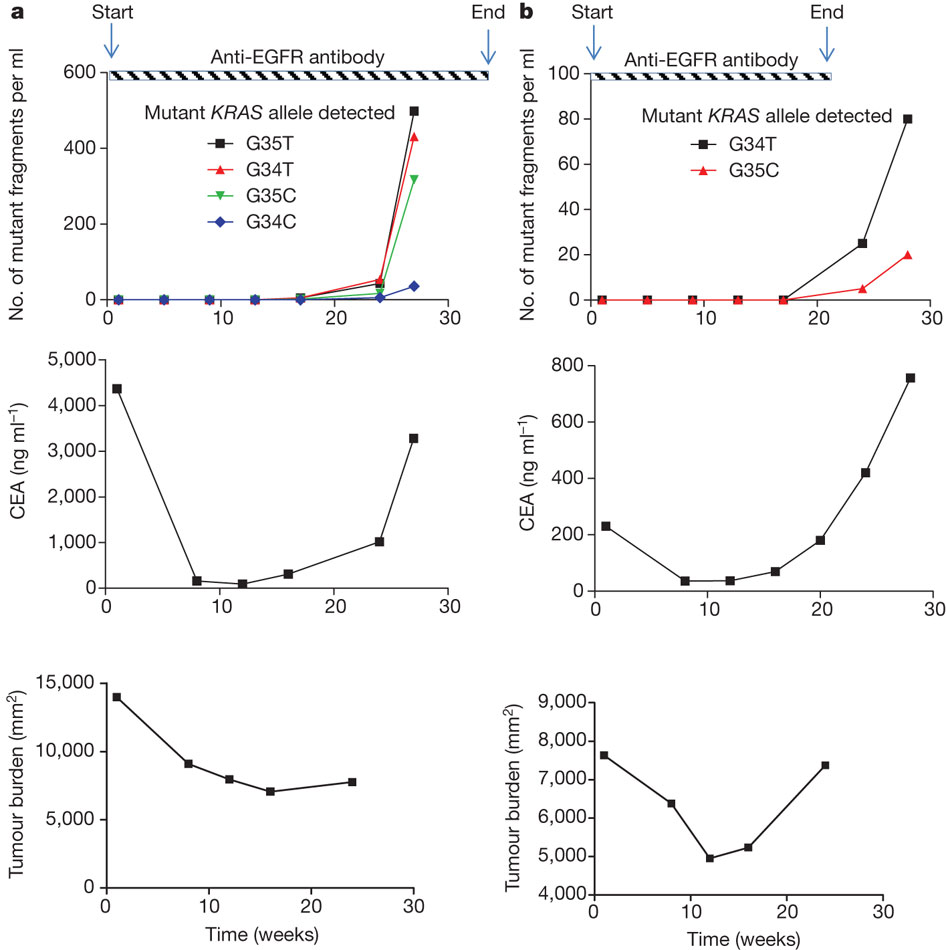 a
Start
End
Anti-EGFR antibody
Mutant KRAS allele detected
G35T
G34T
G35C
G34C
No. of mutant fragments per ml
600
400
200
0
0 10 20 30
b
Start
End
Anti-EGFR antibody
Mutant KRAS allele detected
G34T
G35C
No. of mutant fragments per ml
100
80
60
40
20
0
0 10 20 30
CEA (ng ml⁻¹)
5,000
4,000
3,000
2,000
1,000
0
0 10 20 30
CEA (ng ml⁻¹)
800
600
400
200
0
0 10 20 30
Tumour burden (mm²)
15,000
10,000
5,000
0
0 10 20 30
Time (weeks)
Tumour burden (mm²)
9,000
8,000
7,000
6,000
5,000
4,000
0 10 20 30
Time (weeks)